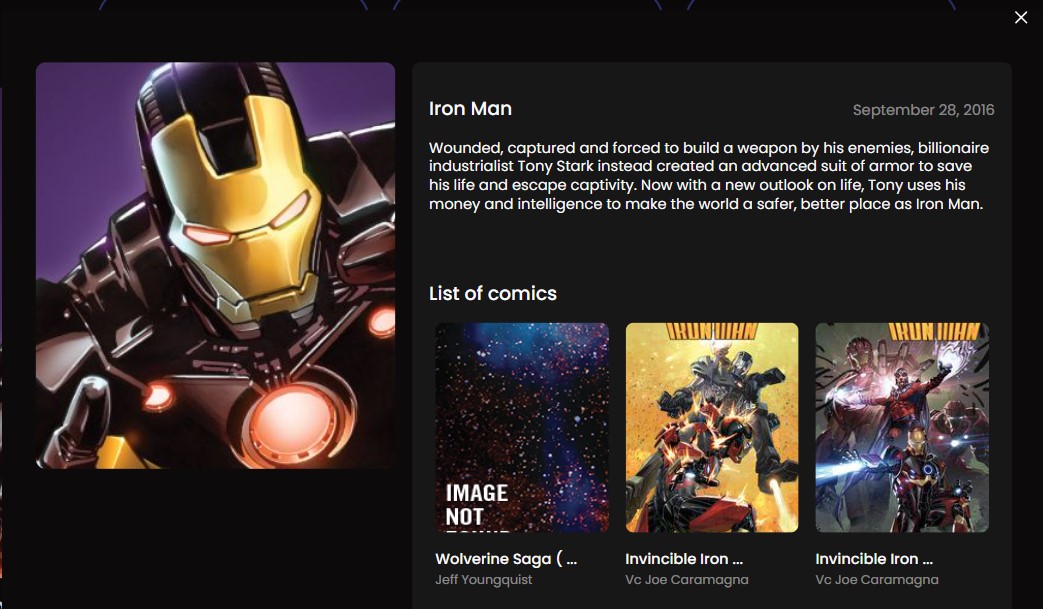 Iron Man
September 28, 2016
Wounded, captured and forced to build a weapon by his enemies, billionaire
industrialist Tony Stark instead created an advanced suit of armor to save
his life and escape captivity. Now with a new outlook on life, Tony uses his
money and intelligence to make the world a safer, better place as Iron Man.
List of comics
IRON MAN
IRON MAN
IMAGE
NOT
Wolverine Saga ( ...
Invincible Iron ...
Invincible Iron ...
Jeff Youngquist
Vc Joe Caramagna
Vc Joe Caramagna